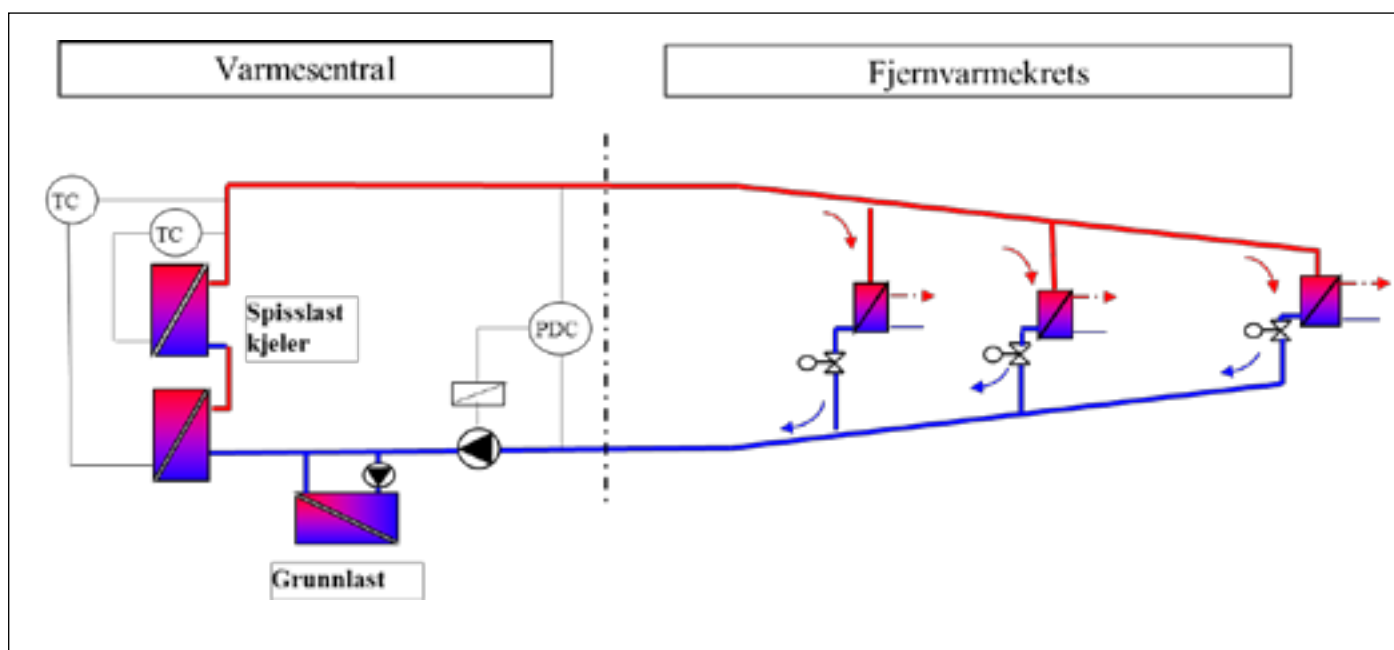 Varmesentral
Fjernvarmekrets
TC
TC
Spisslast
kjeler
PDC
Grunnlast